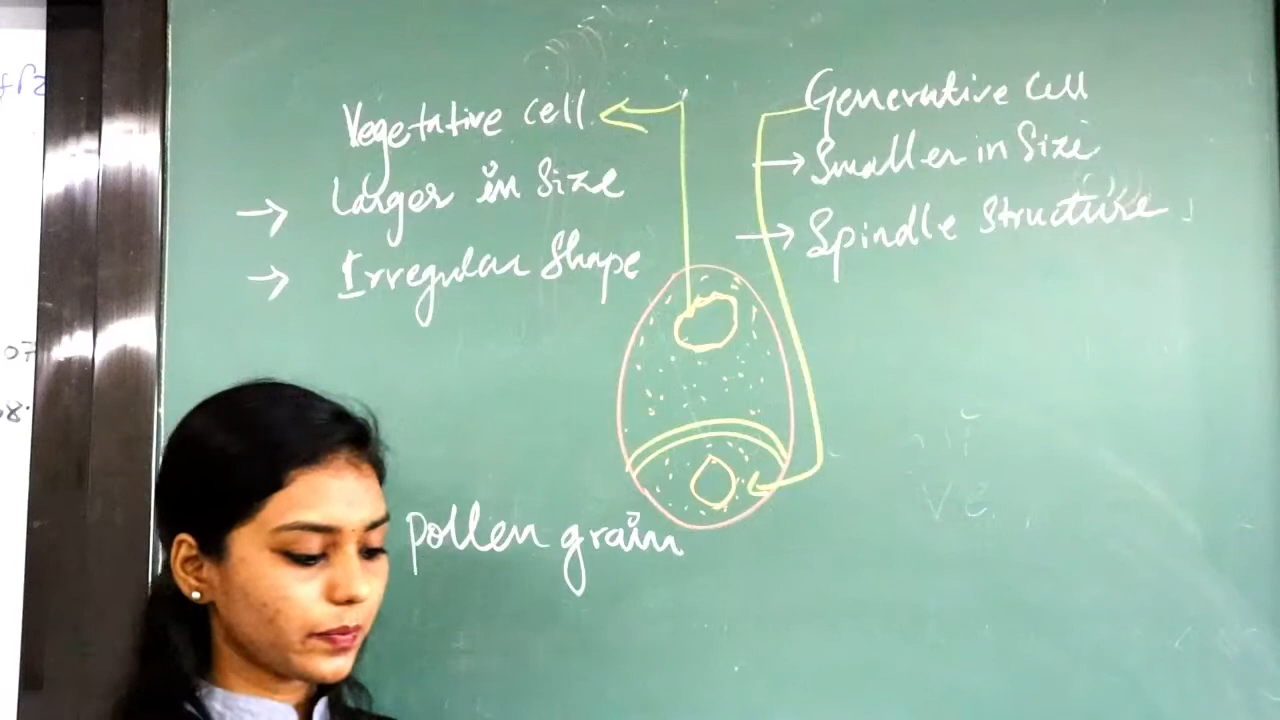 Vegetative cell
→ Larger in Size
→ Irregular Shape
Generative Cell
→ Smaller in Size
→ Spindle Structure
pollen grain